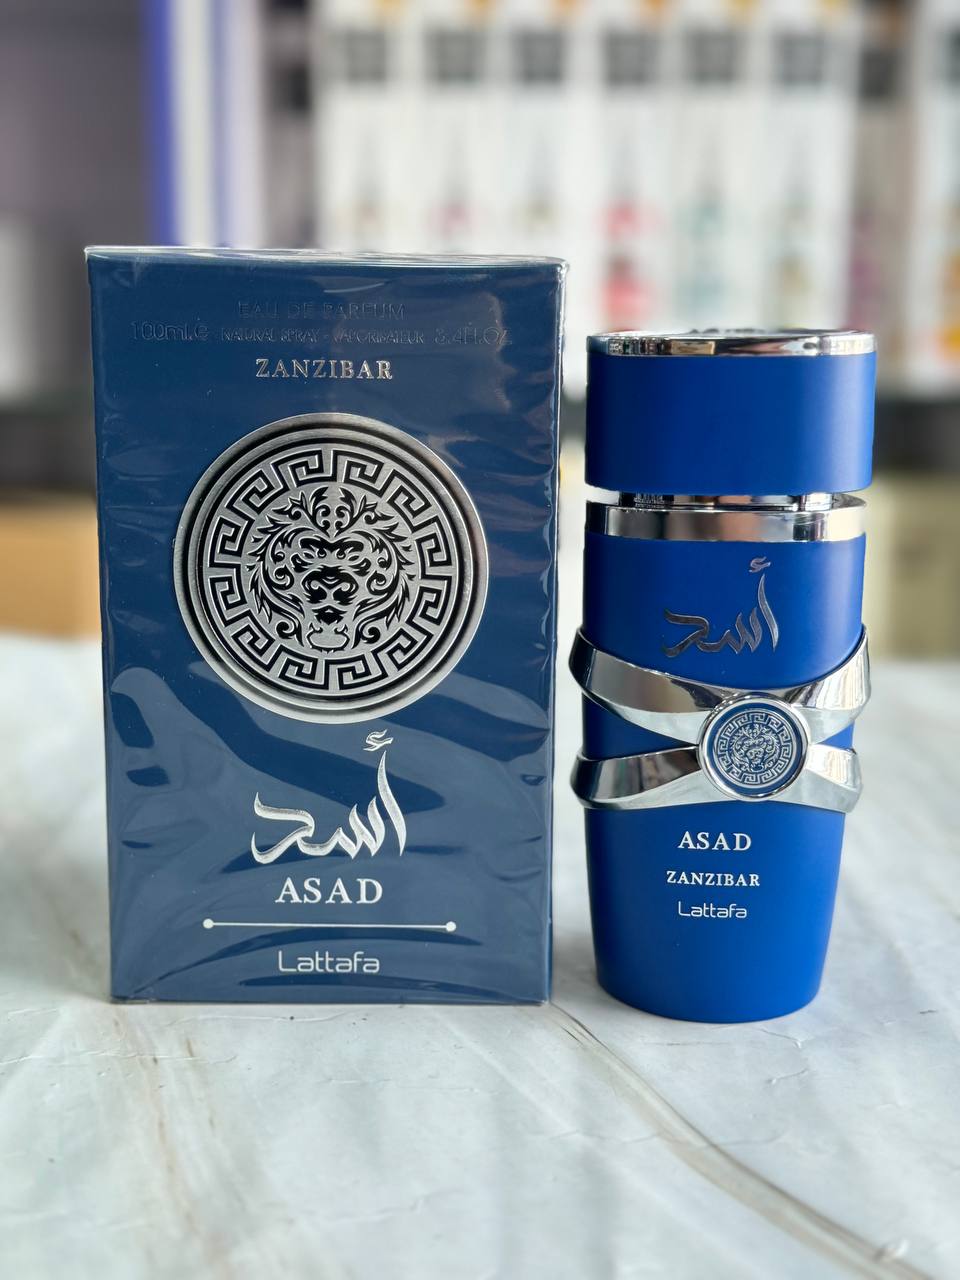 EAU DE PARFUM
100ml.℮ - NATURAL SPRAY - VAPORISATEUR 3.4FL.OZ.
ZANZIBAR
أسد
ASAD
Lattafa
أسد
ASAD
ZANZIBAR
Lattafa